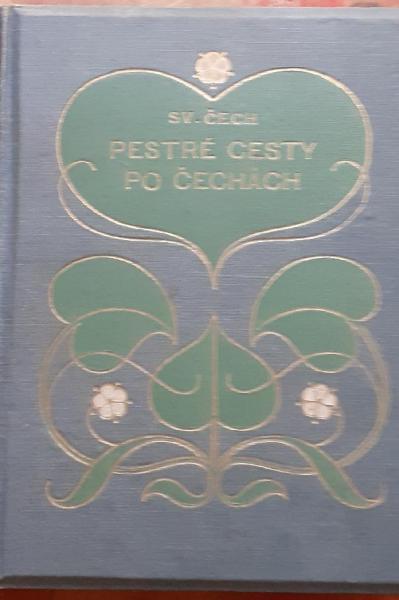 SV. ČECH
PESTRÉ CESTY
PO ČECHÁCH